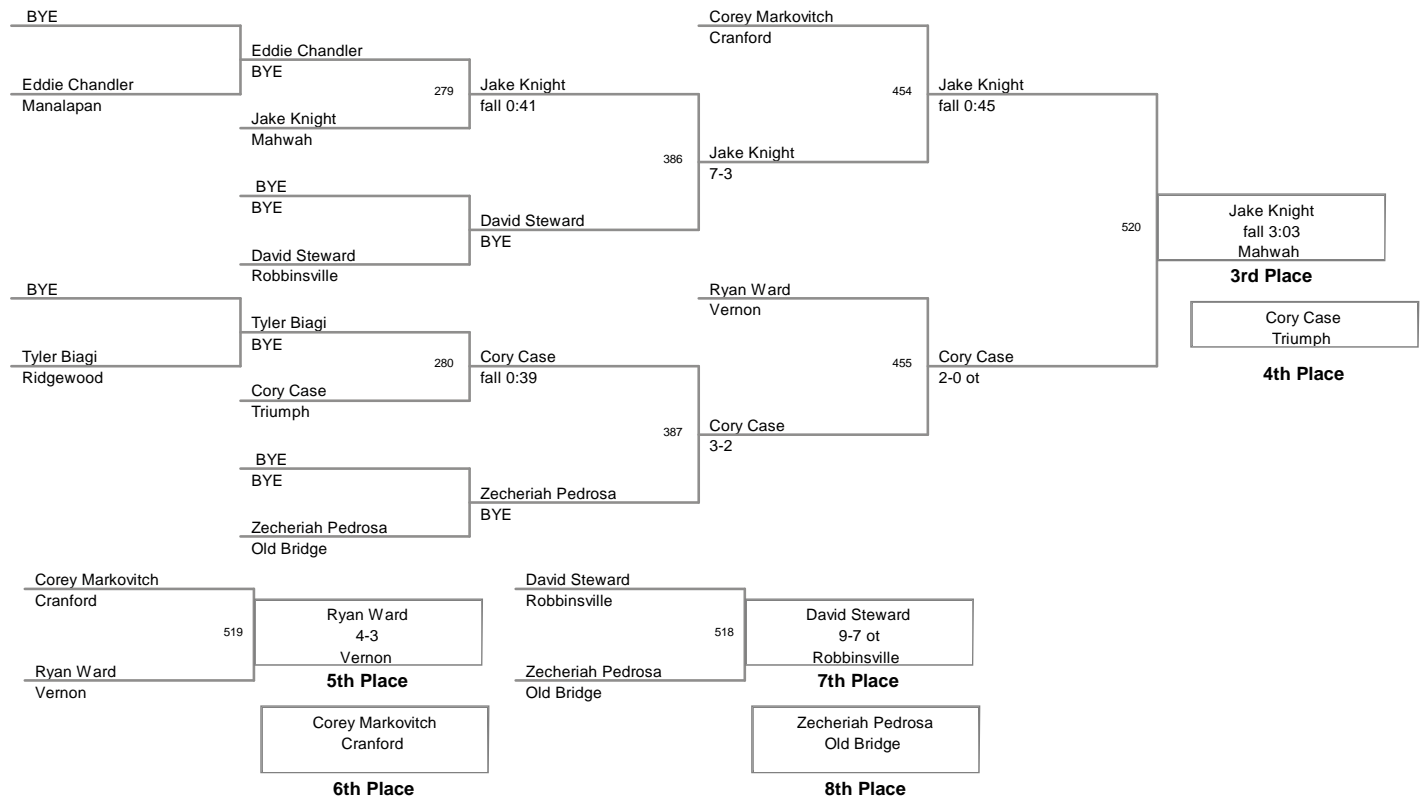 BYE
Eddie Chandler
Manalapan
Eddie Chandler
BYE
279
Jake Knight
Mahwah
Jake Knight
fall 0:41
BYE
BYE
David Steward
Robbinsville
David Steward
BYE
386
Jake Knight
7-3
Corey Markovitch
Cranford
454
Jake Knight
fall 0:45
BYE
Tyler Biagi
Ridgewood
Tyler Biagi
BYE
280
Cory Case
Triumph
Cory Case
fall 0:39
BYE
BYE
Zecheriah Pedrosa
Old Bridge
Zecheriah Pedrosa
BYE
387
Cory Case
3-2
Ryan Ward
Vernon
455
Cory Case
2-0 ot
520
Jake Knight
fall 3:03
Mahwah
3rd Place
Cory Case
Triumph
4th Place
Corey Markovitch
Cranford
519
Ryan Ward
Vernon
Ryan Ward
4-3
Vernon
5th Place
Corey Markovitch
Cranford
6th Place
David Steward
Robbinsville
518
Zecheriah Pedrosa
Old Bridge
David Steward
9-7 ot
Robbinsville
7th Place
Zecheriah Pedrosa
Old Bridge
8th Place